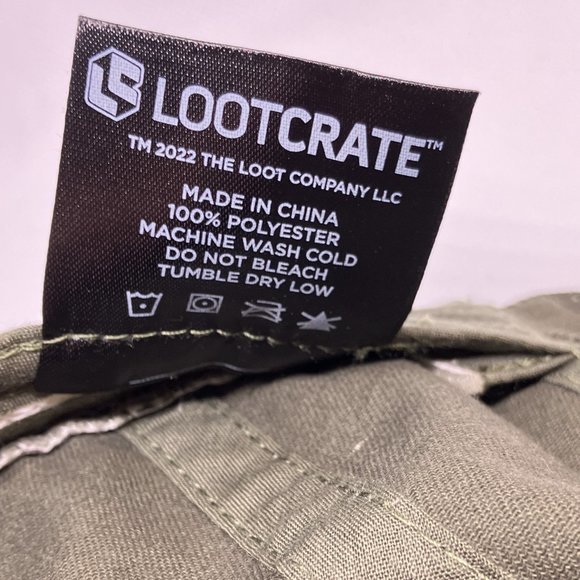 LOOTCRATE™
TM 2022 THE LOOT COMPANY LLC
MADE IN CHINA
100% POLYESTER
MACHINE WASH COLD
DO NOT BLEACH
TUMBLE DRY LOW